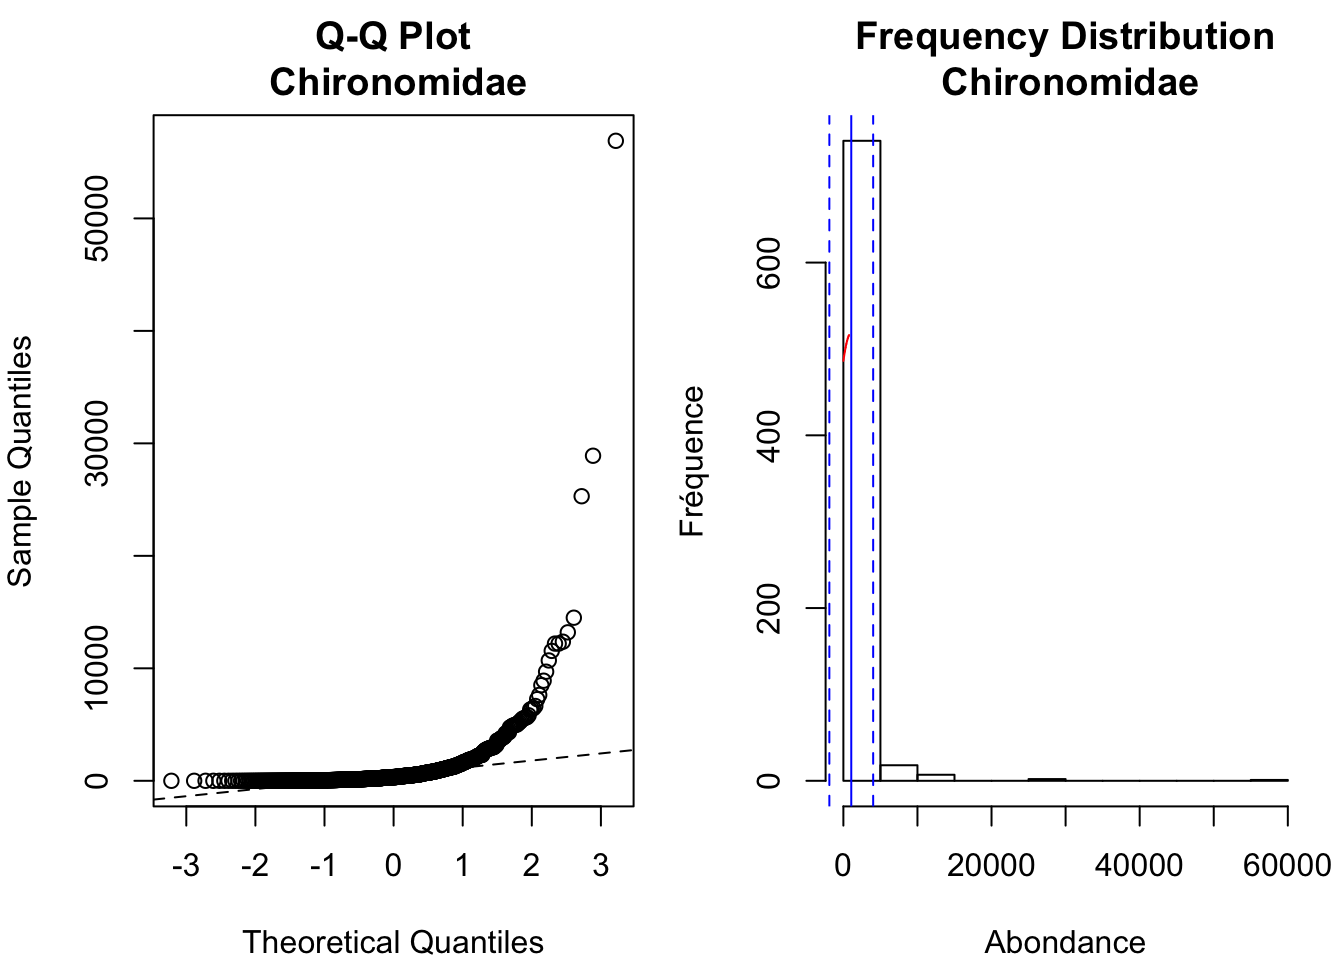 Q-Q Plot
Chironomidae
Sample Quantiles
50000
30000
10000
0
-3 -2 -1 0 1 2 3
Theoretical Quantiles
Frequency Distribution
Chironomidae
Fréquence
600
400
200
0
0 20000 40000 60000
Abondance